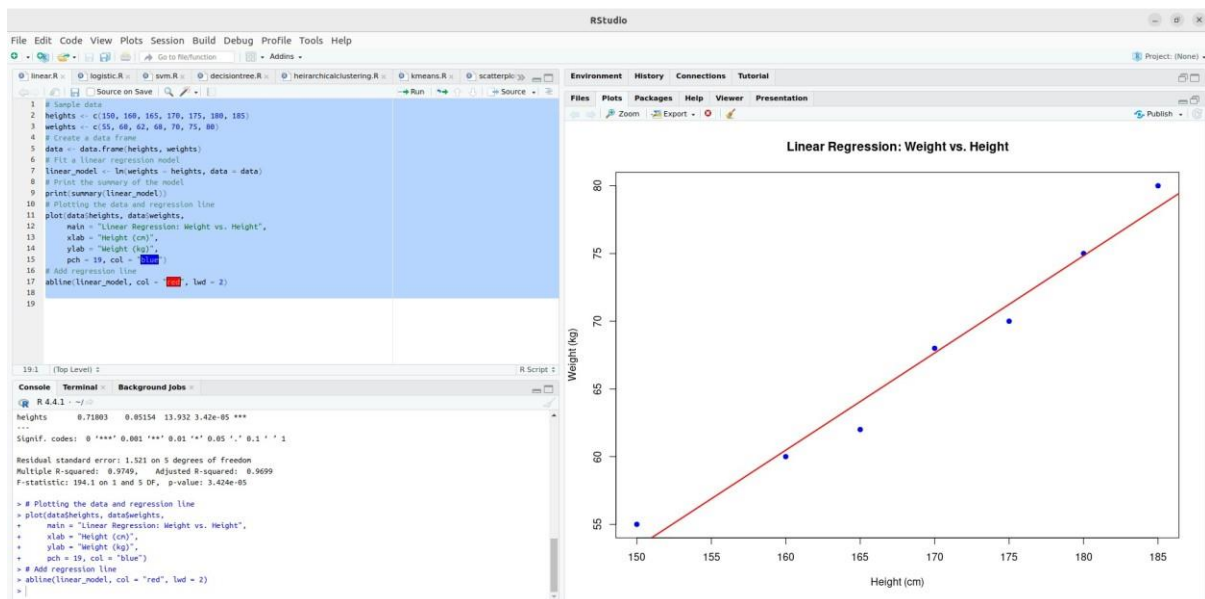 RStudio
File Edit Code View Plots Session Build Debug Profile Tools Help
Go to file/function Addins
Project: (None)
linear.R logistic.R svm.R decisiontree.R heirarchicalclustering.R kmeans.R scatterplo
Source on Save Run Source
1 # Sample data
2 heights <- c(150, 160, 165, 170, 175, 180, 185)
3 weights <- c(55, 60, 62, 68, 70, 75, 80)
4 # Create a data frame
5 data <- data.frame(heights, weights)
6 # Fit a linear regression model
7 linear_model <- lm(weights ~ heights, data = data)
8 # Print the summary of the model
9 print(summary(linear_model))
10 # Plotting the data and regression line
11 plot(data$heights, data$weights,
12 main = "Linear Regression: Weight vs. Height",
13 xlab = "Height (cm)",
14 ylab = "Weight (kg)",
15 pch = 19, col = "blue")
16 # Add regression line
17 abline(linear_model, col = "red", lwd = 2)
18
19
19:1 (Top Level) R Script
Console Terminal Background Jobs
R 4.4.1 · ~/
heights 0.71803 0.05154 13.932 3.42e-05 ***
---
Signif. codes: 0 ‘***’ 0.001 ‘**’ 0.01 ‘*’ 0.05 ‘.’ 0.1 ‘ ’ 1
Residual standard error: 1.521 on 5 degrees of freedom
Multiple R-squared: 0.9749, Adjusted R-squared: 0.9699
F-statistic: 194.1 on 1 and 5 DF, p-value: 3.424e-05
> # Plotting the data and regression line
> plot(data$heights, data$weights,
+ main = "Linear Regression: Weight vs. Height",
+ xlab = "Height (cm)",
+ ylab = "Weight (kg)",
+ pch = 19, col = "blue")
> # Add regression line
> abline(linear_model, col = "red", lwd = 2)
>
Environment History Connections Tutorial
Files Plots Packages Help Viewer Presentation
Zoom Export Publish
Linear Regression: Weight vs. Height
80
75
70
65
60
55
Weight (kg)
150 155 160 165 170 175 180 185
Height (cm)